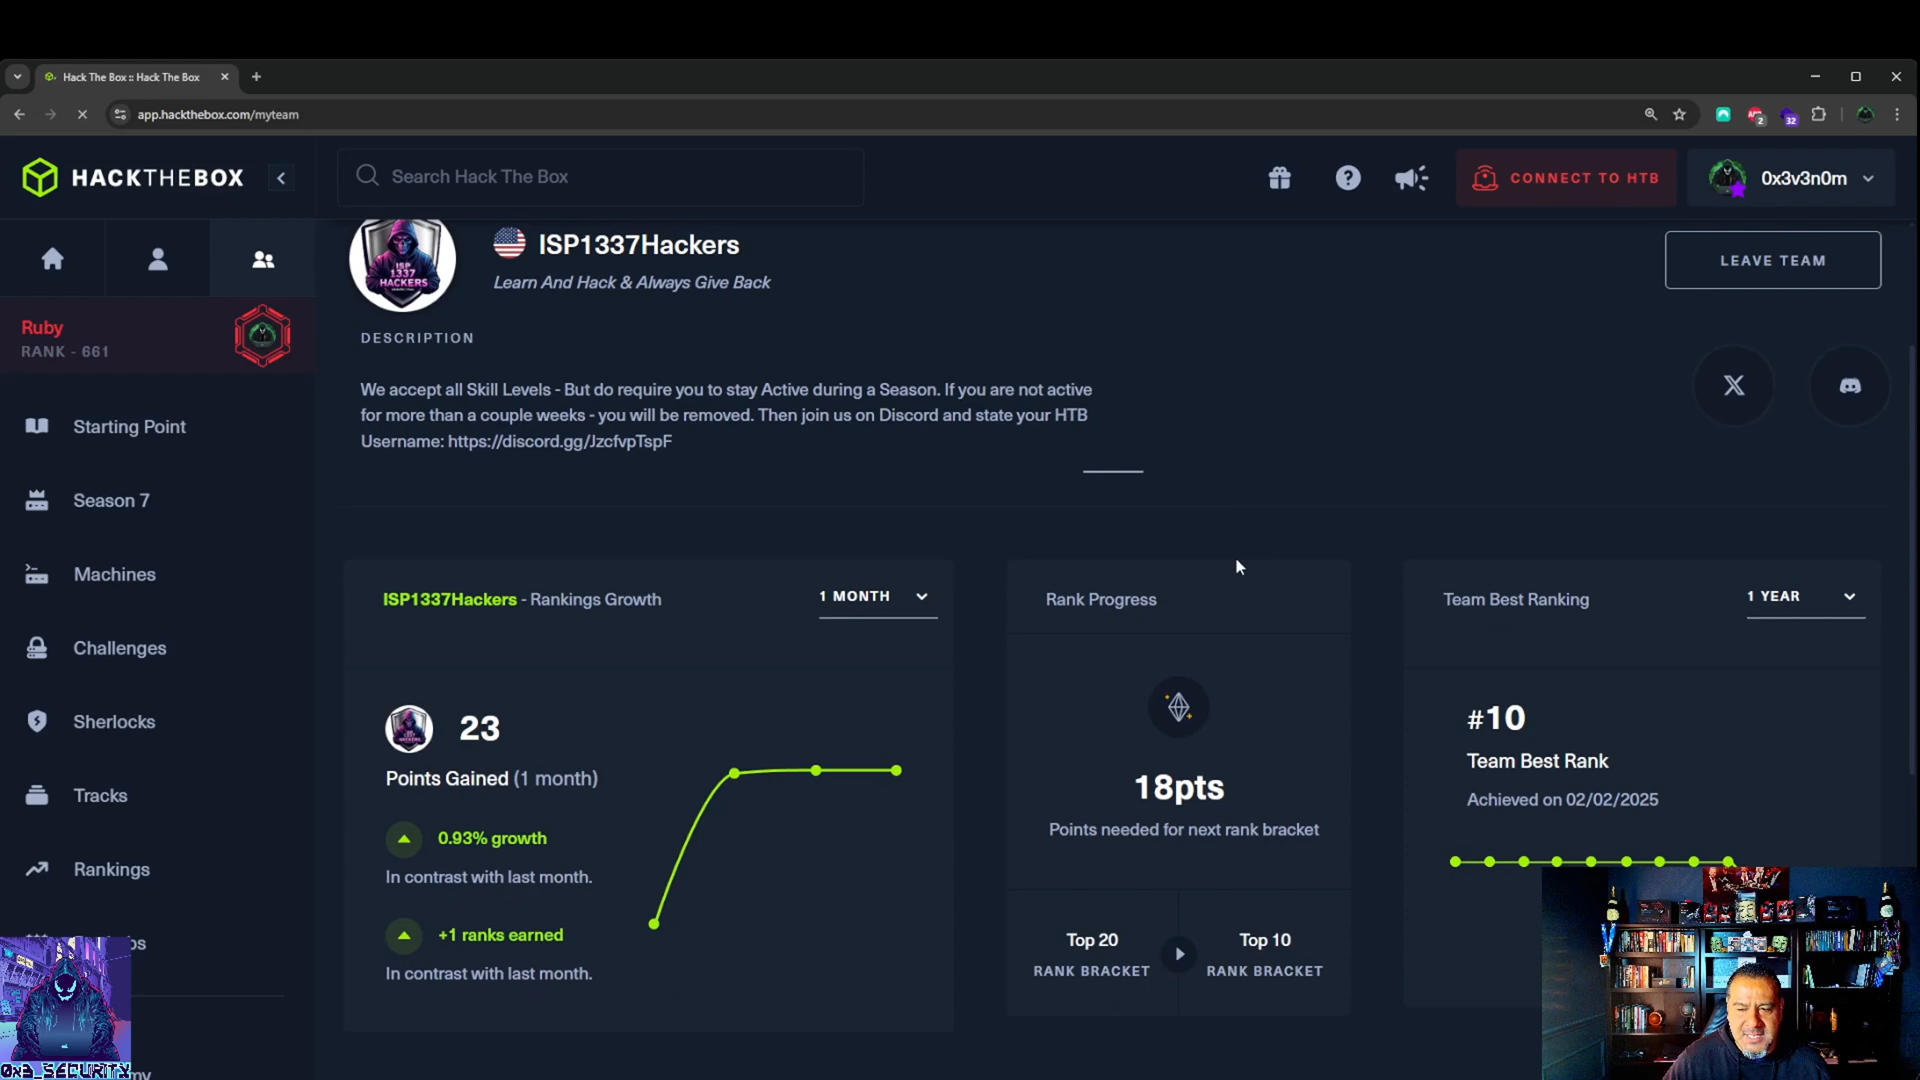 Hack The Box :: Hack The Box
app.hackthebox.com/myteam
2
32
HACKTHEBOX
Search Hack The Box
CONNECT TO HTB
0x3v3n0m
Ruby
RANK - 661
Starting Point
Season 7
Machines
Challenges
Sherlocks
Tracks
Rankings
ISP
1337
HACKERS
ISP1337Hackers
Learn And Hack & Always Give Back
LEAVE TEAM
DESCRIPTION
We accept all Skill Levels - But do require you to stay Active during a Season. If you are not active
for more than a couple weeks - you will be removed. Then join us on Discord and state your HTB
Username: https://discord.gg/JzcfvpTspF
ISP1337Hackers - Rankings Growth
1 MONTH
23
Points Gained (1 month)
0.93% growth
In contrast with last month.
+1 ranks earned
In contrast with last month.
Rank Progress
18pts
Points needed for next rank bracket
Top 20
RANK BRACKET
Top 10
RANK BRACKET
Team Best Ranking
1 YEAR
#10
Team Best Rank
Achieved on 02/02/2025
0x3_SECURITY